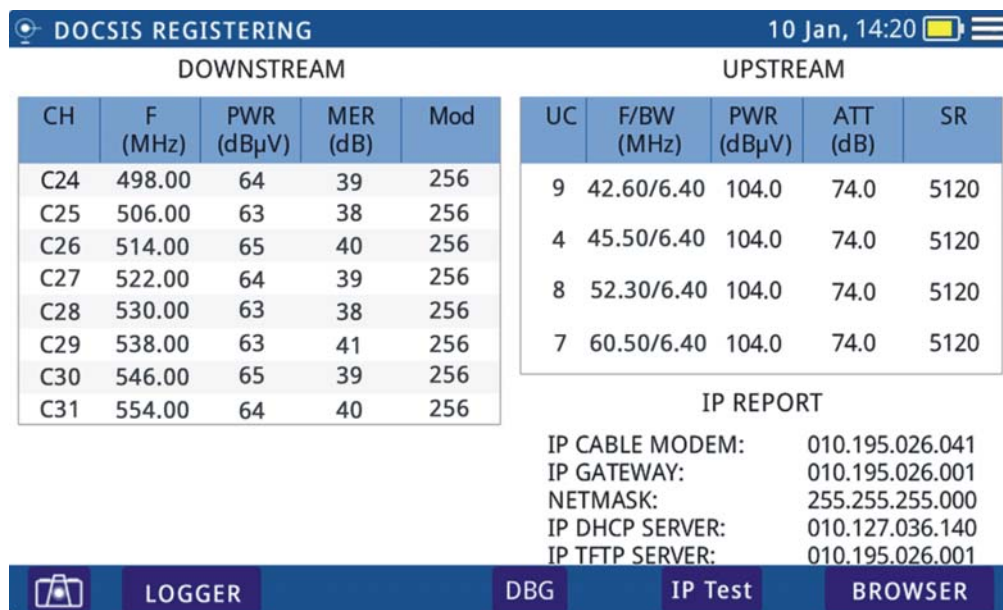 DOCSIS REGISTERING 10 Jan, 14:20
DOWNSTREAM
CH F (MHz) PWR (dBµV) MER (dB) Mod
C24 498.00 64 39 256
C25 506.00 63 38 256
C26 514.00 65 40 256
C27 522.00 64 39 256
C28 530.00 63 38 256
C29 538.00 63 41 256
C30 546.00 65 39 256
C31 554.00 64 40 256
UPSTREAM
UC F/BW (MHz) PWR (dBµV) ATT (dB) SR
9 42.60/6.40 104.0 74.0 5120
4 45.50/6.40 104.0 74.0 5120
8 52.30/6.40 104.0 74.0 5120
7 60.50/6.40 104.0 74.0 5120
IP REPORT
IP CABLE MODEM: 010.195.026.041
IP GATEWAY: 010.195.026.001
NETMASK: 255.255.255.000
IP DHCP SERVER: 010.127.036.140
IP TFTP SERVER: 010.195.026.001
LOGGER DBG IP Test BROWSER